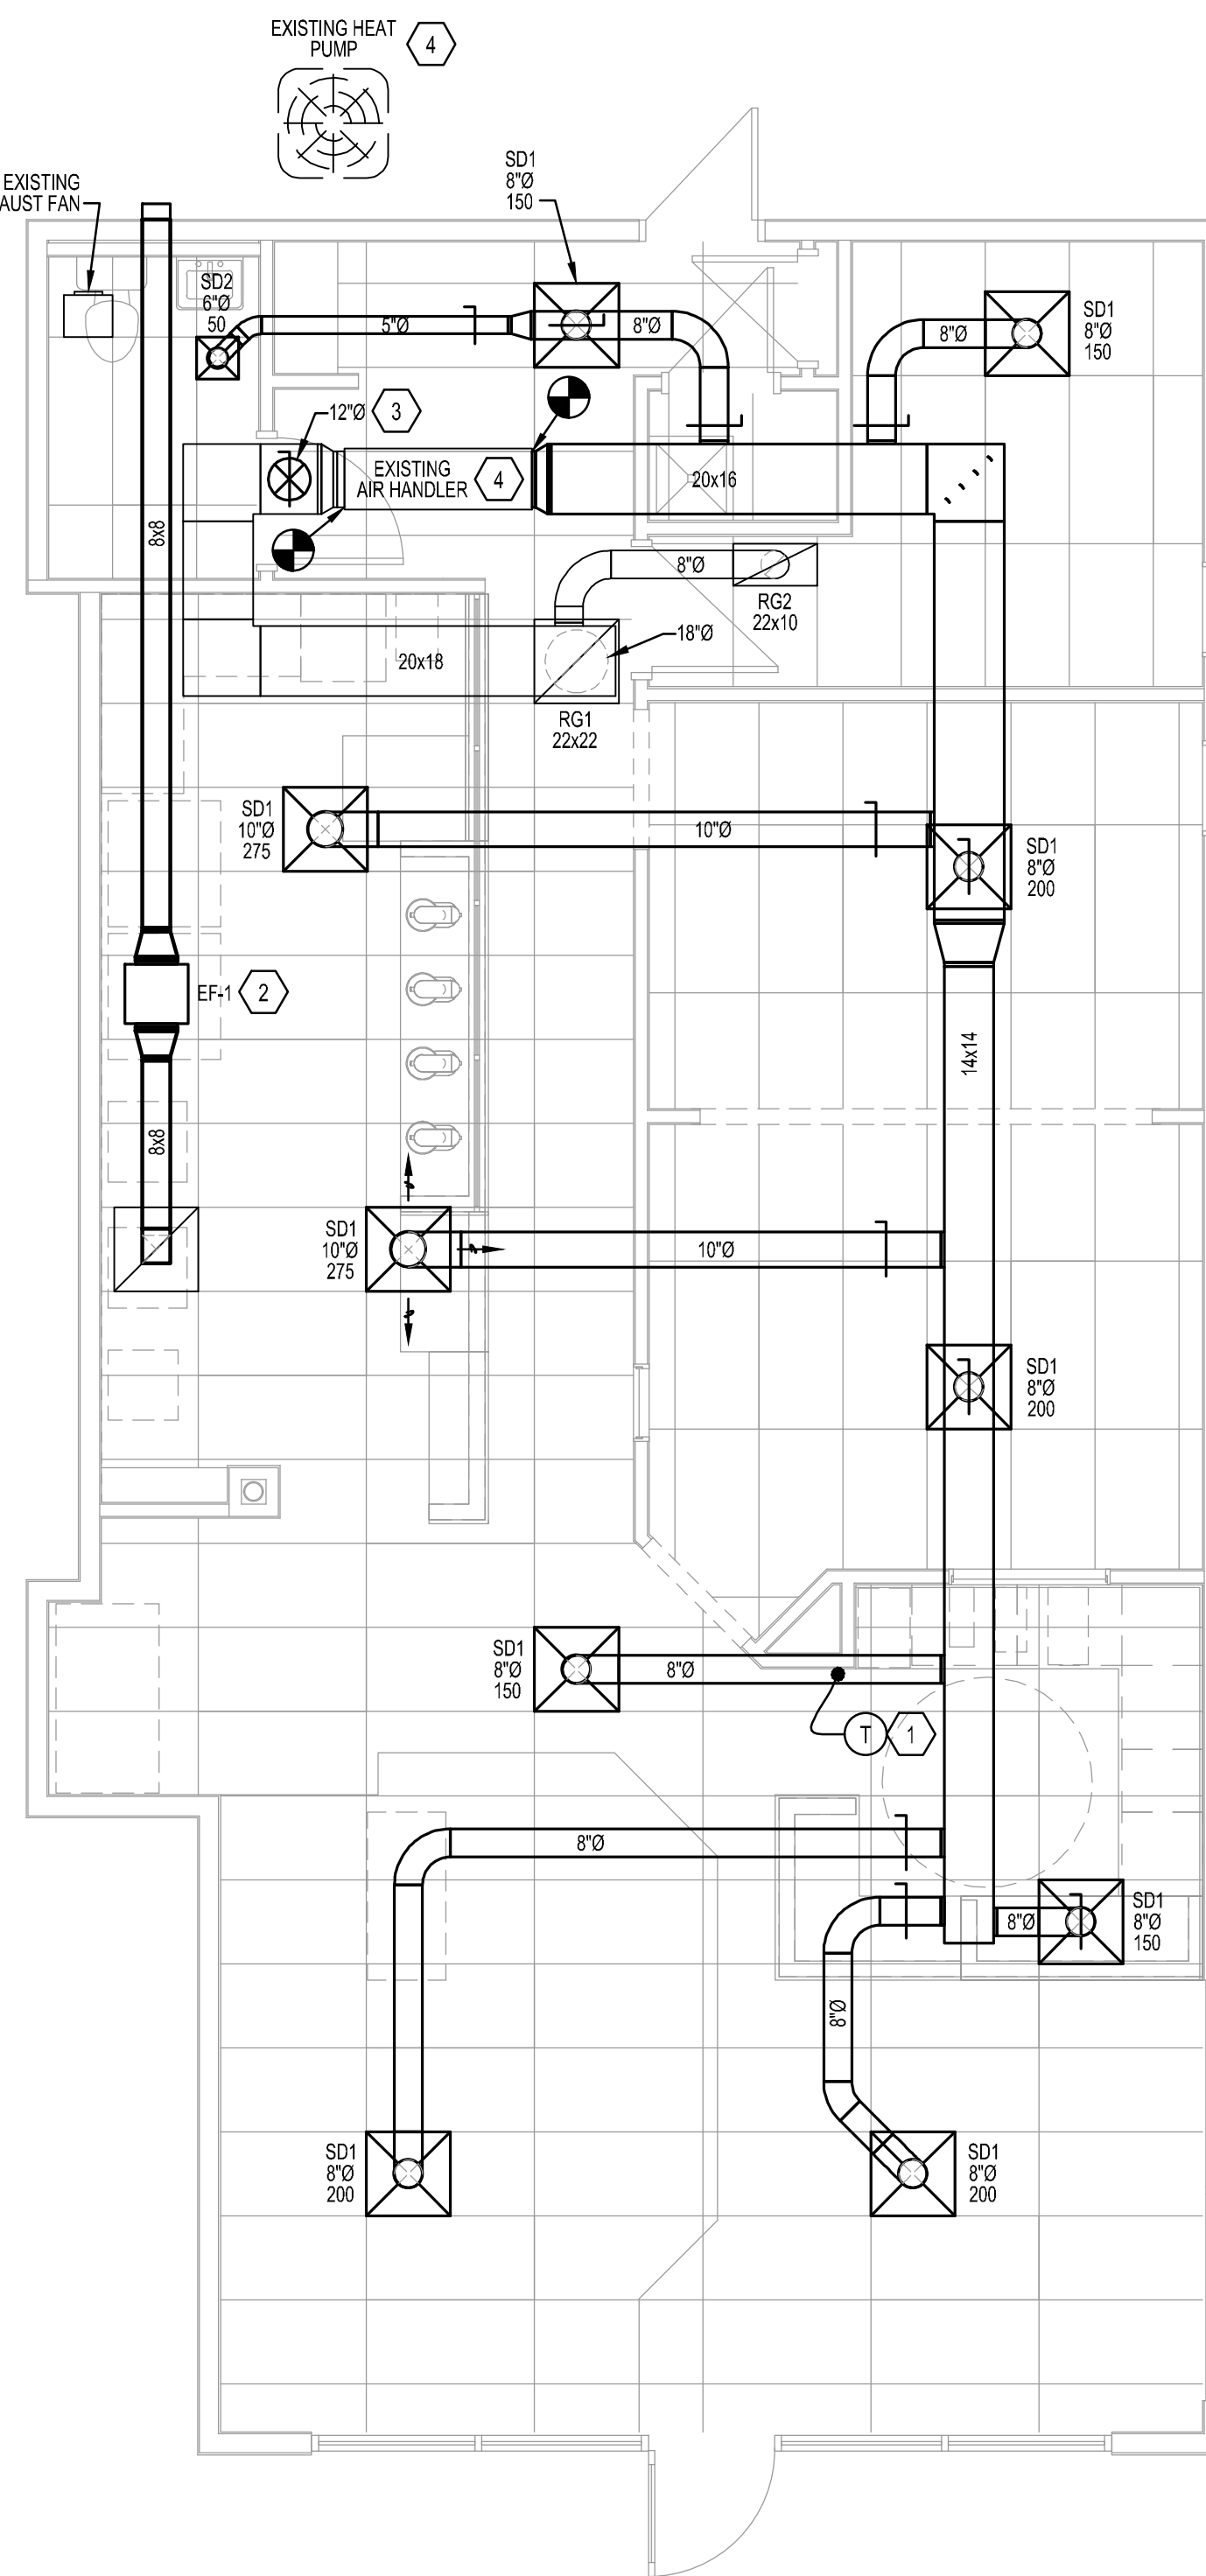 EXISTING HEAT
PUMP
4
SD1
8"Ø
150
EXISTING
AUST FAN
SD2
6"Ø
50
5"Ø
8"Ø
8"Ø
SD1
8"Ø
150
12"Ø
3
EXISTING
AIR HANDLER
4
20x16
8x8
8"Ø
RG2
22x10
18"Ø
20x18
RG1
22x22
SD1
10"Ø
275
10"Ø
SD1
8"Ø
200
EF-1
2
14x14
8x8
SD1
10"Ø
275
10"Ø
SD1
8"Ø
200
SD1
8"Ø
150
8"Ø
T
1
8"Ø
8"Ø
SD1
8"Ø
150
8"Ø
SD1
8"Ø
200
SD1
8"Ø
200